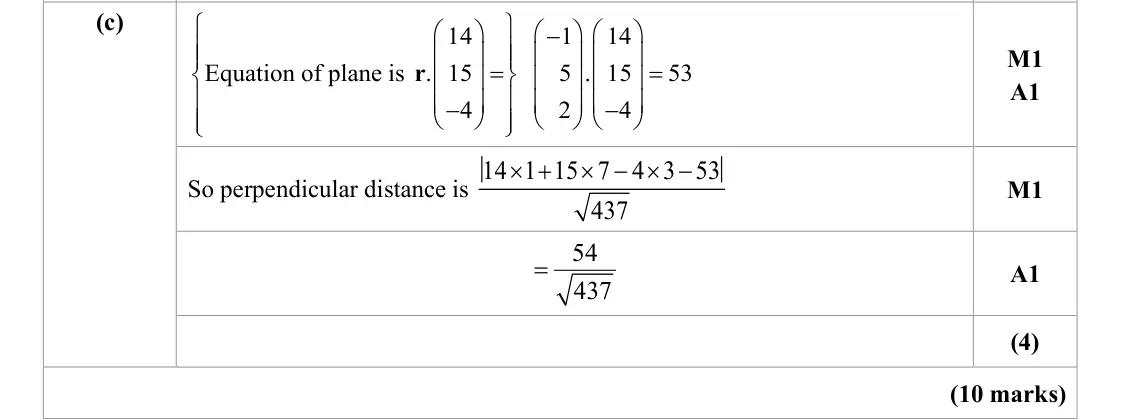 (c)
{Equation of plane is r.(14 15 −4) =} (−1 5 2).(14 15 −4) = 53
M1
A1
So perpendicular distance is |14×1+15×7−4×3−53| / √437
M1
= 54 / √437
A1
(4)
(10 marks)